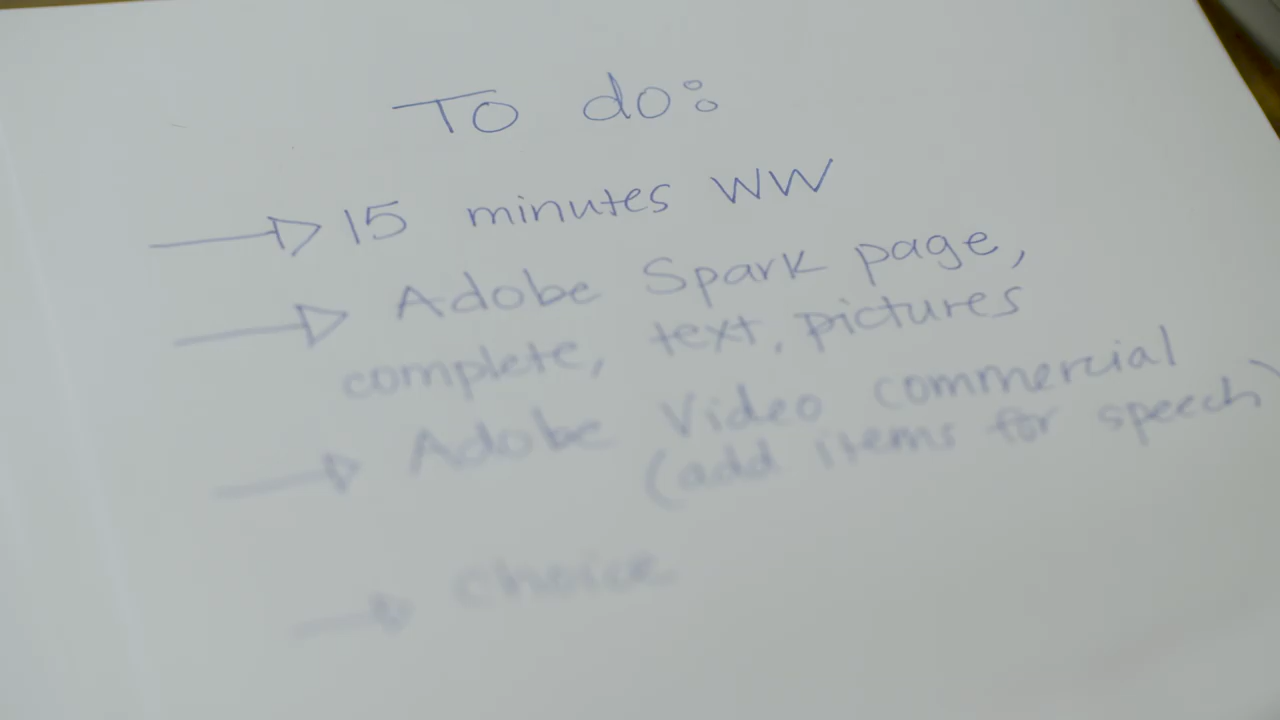 To do:
15 minutes WW
Adobe Spark page,
complete, text, pictures
Adobe Video commercial
(add items for speech)
choice